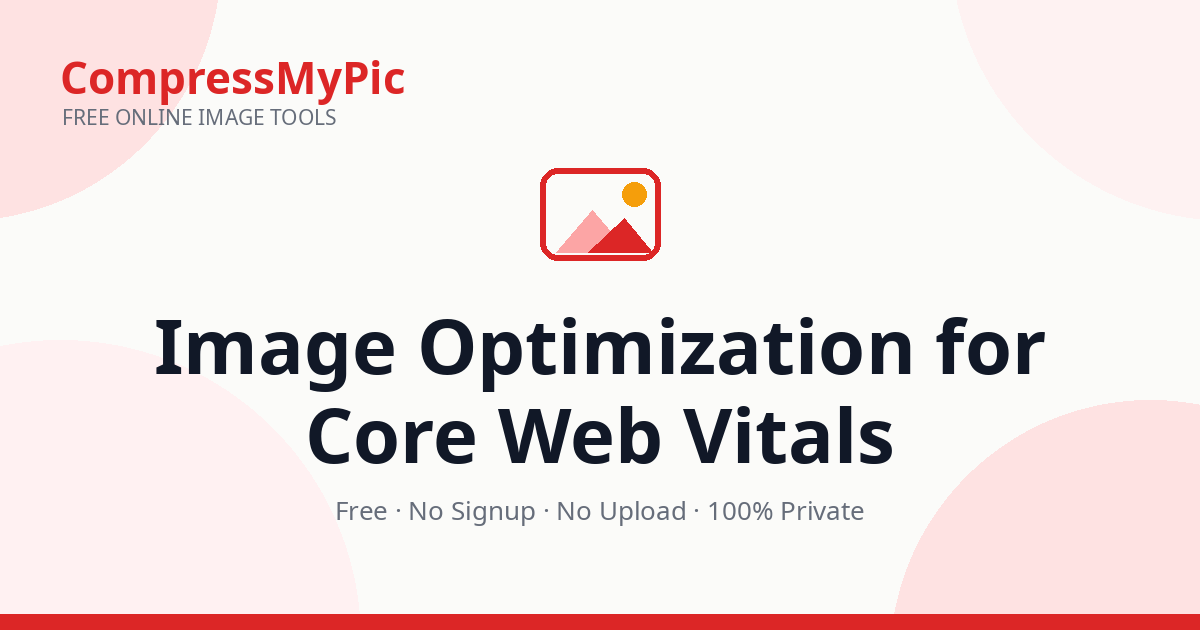 CompressMyPic
FREE ONLINE IMAGE TOOLS
Image Optimization for
Core Web Vitals
Free · No Signup · No Upload · 100% Private